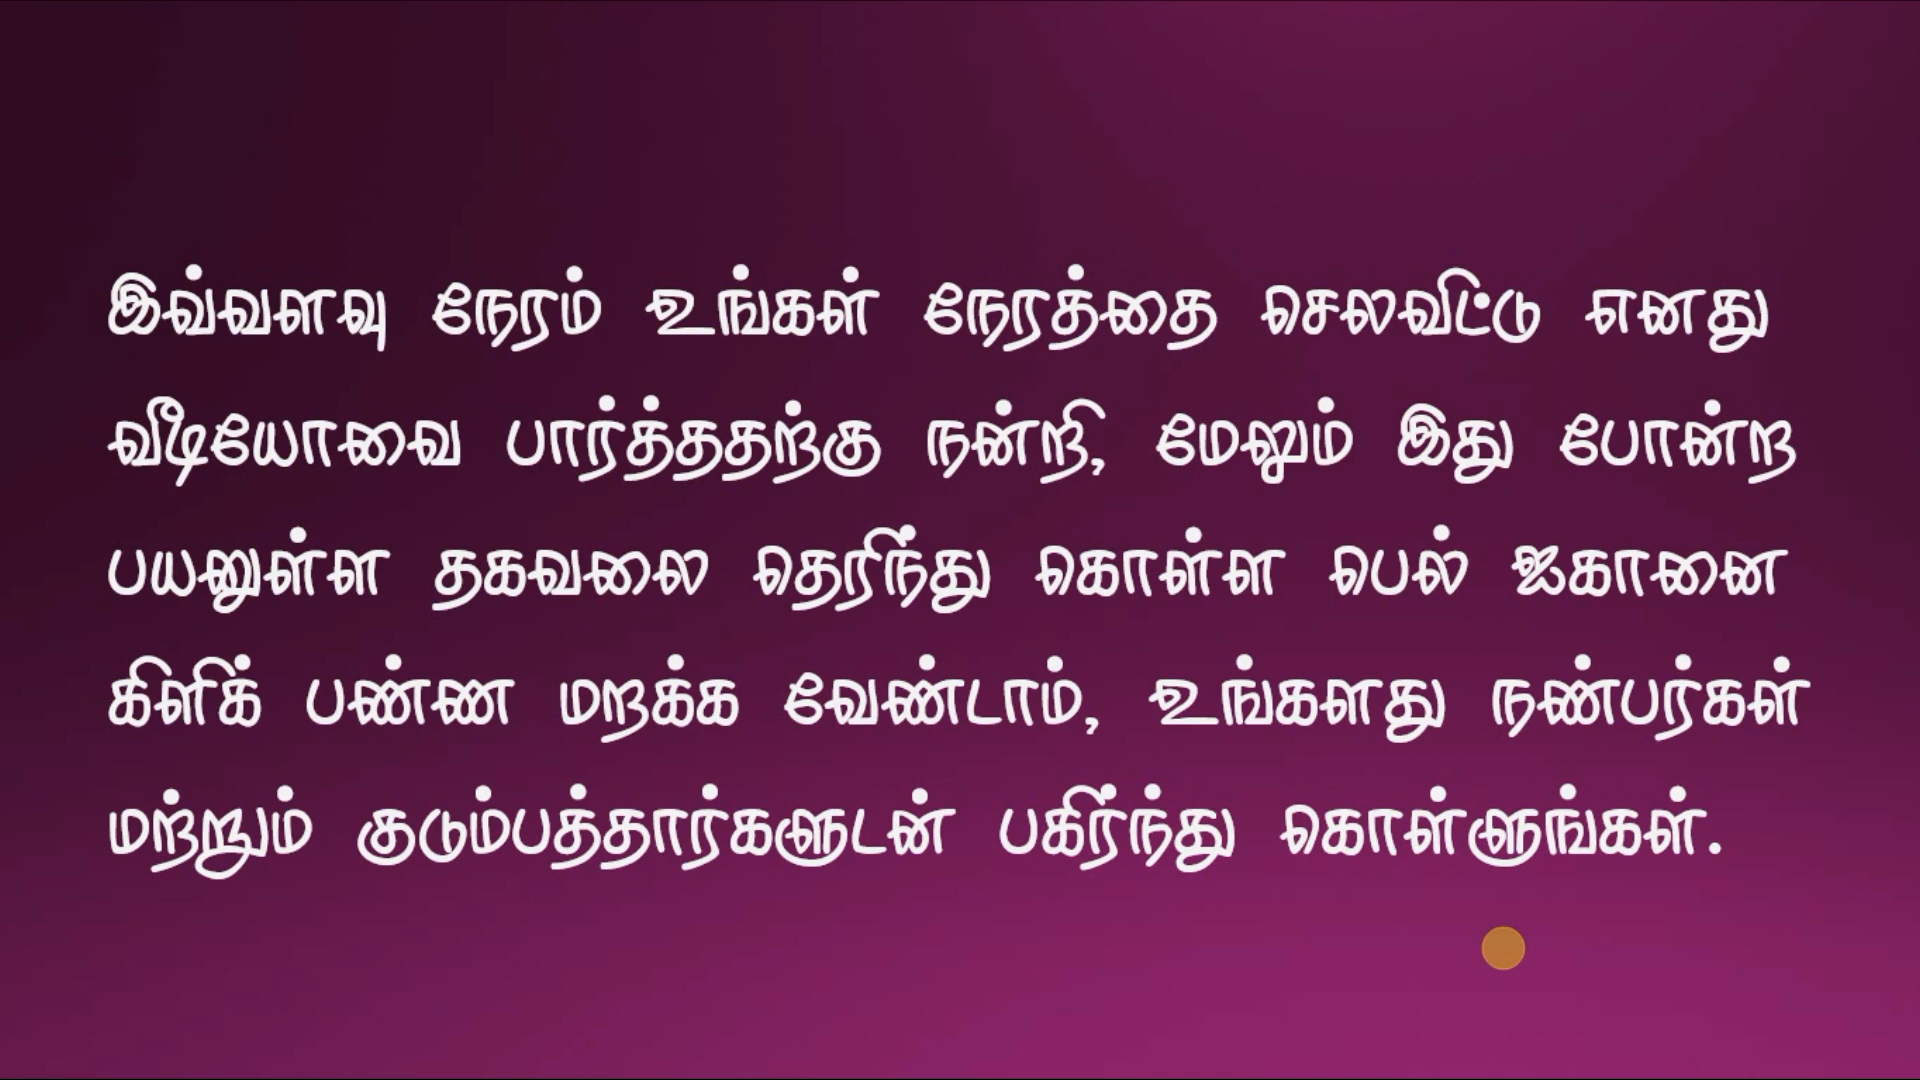 இவ்வளவு நேரம் உங்கள் நேரத்தை செலவிட்டு எனது
வீடியோவை பார்த்ததற்கு நன்றி, மேலும் இது போன்ற
பயனுள்ள தகவலை தெரிந்து கொள்ள பெல் ஐகானை
கிளிக் பண்ண மறக்க வேண்டாம், உங்களது நண்பர்கள்
மற்றும் குடும்பத்தார்களுடன் பகிர்ந்து கொள்ளுங்கள்.